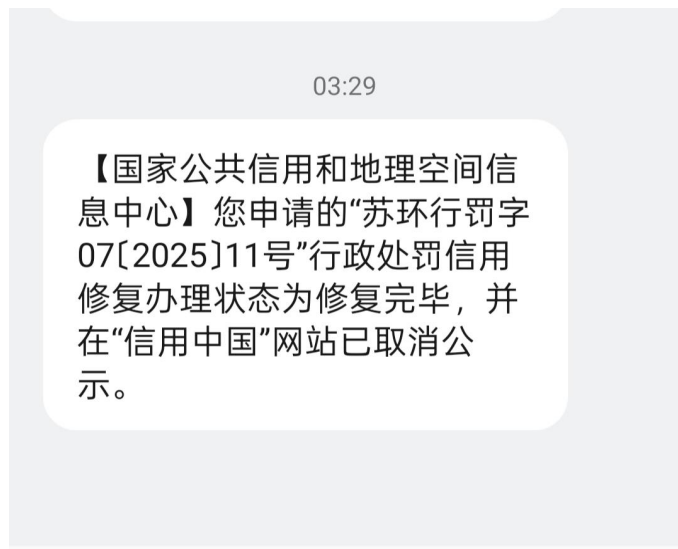 03:29
【国家公共信用和地理空间信
息中心】您申请的“苏环行罚字
07〔2025〕11号”行政处罚信用
修复办理状态为修复完毕，并
在“信用中国”网站已取消公
示。